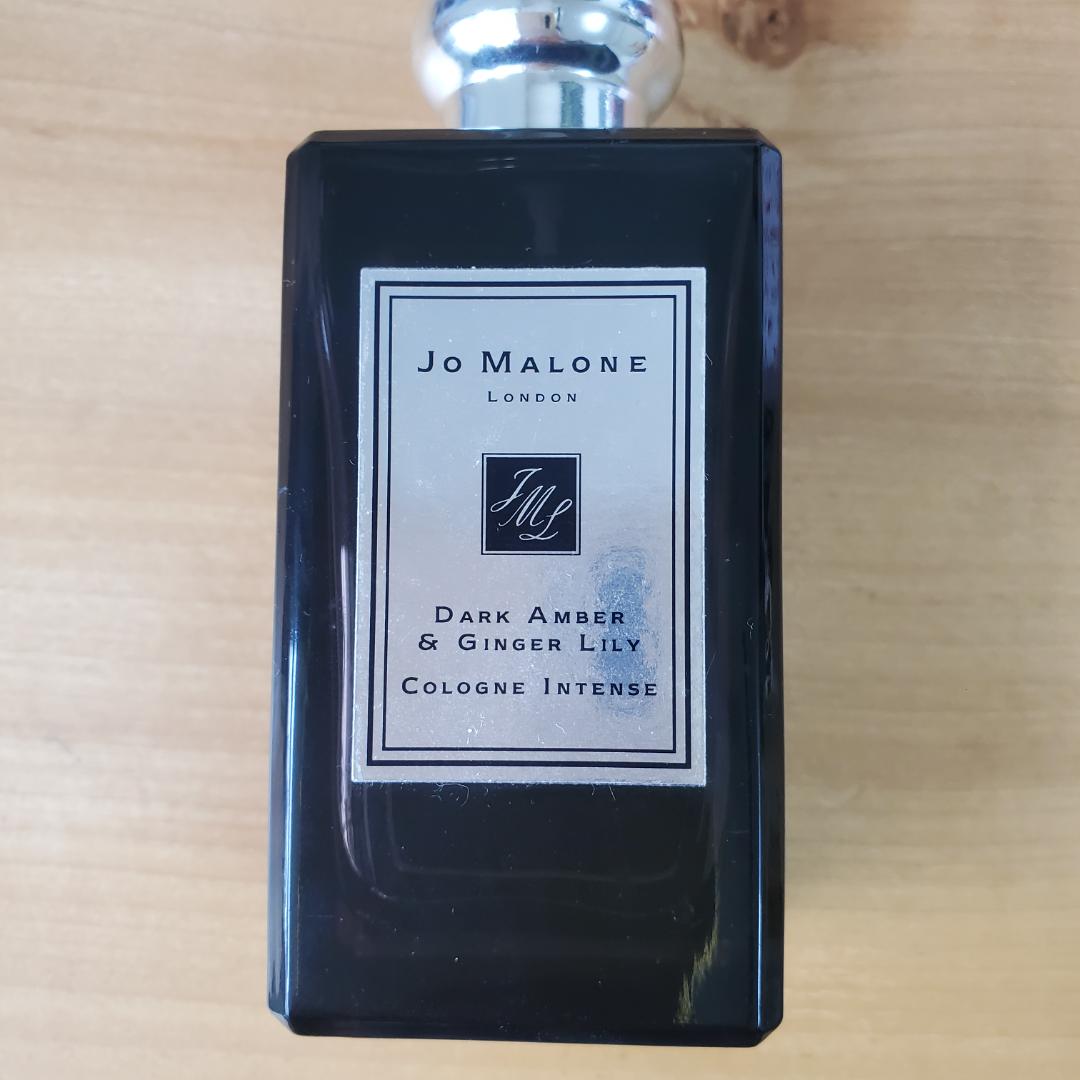 Jo Malone
London
JML
Dark Amber
& Ginger Lily
Cologne Intense